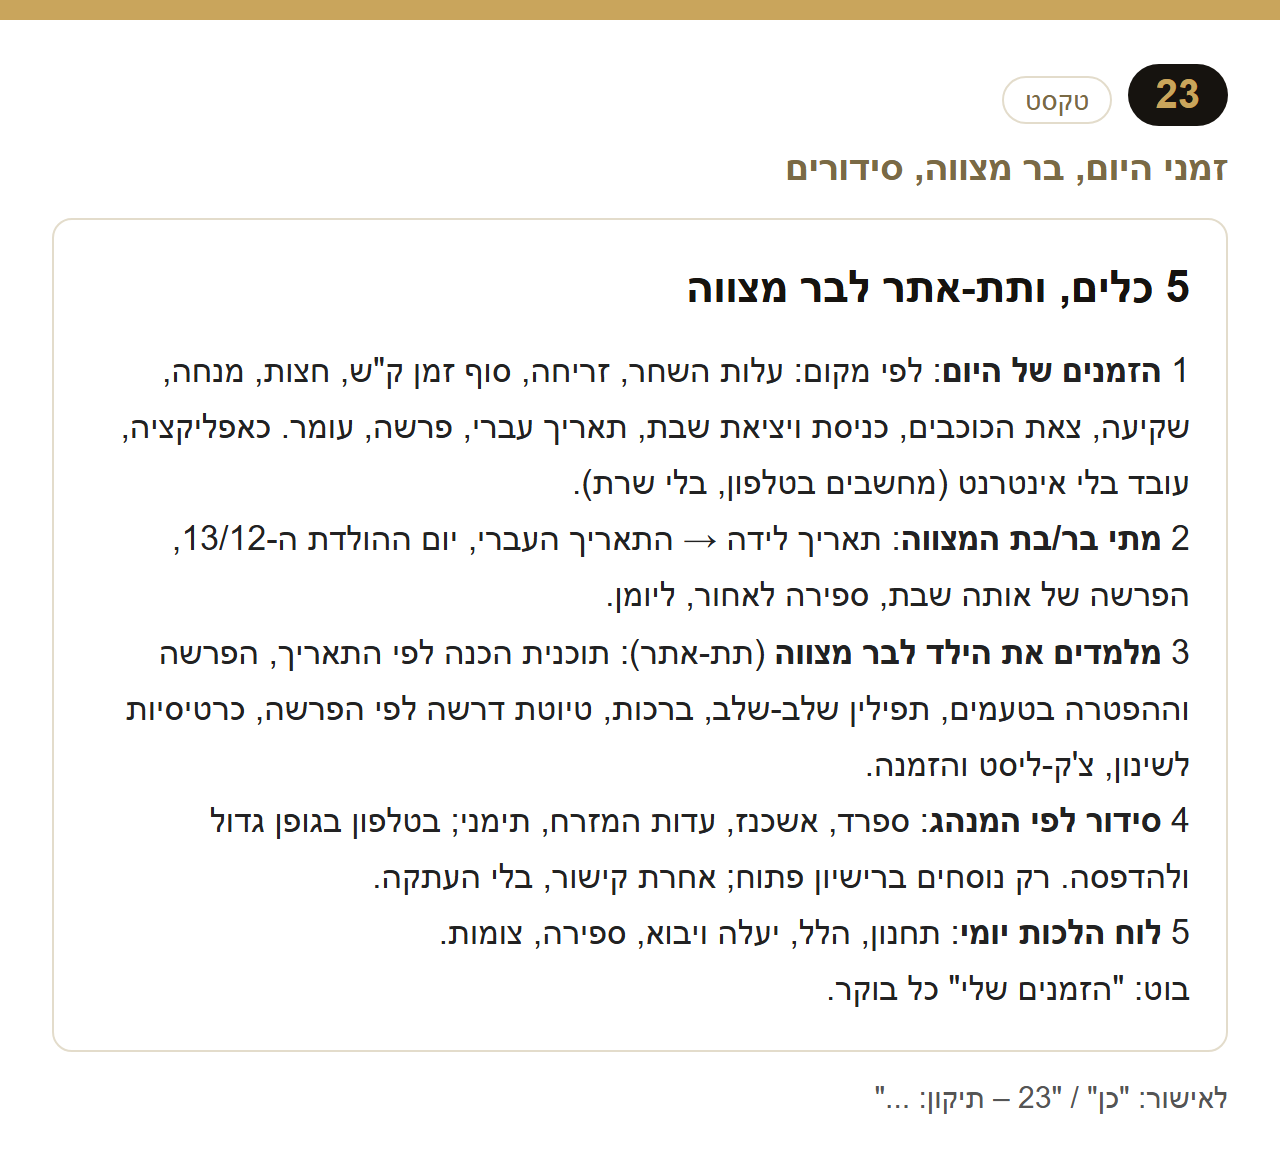 23
טקסט
זמני היום, בר מצווה, סידורים
5 כלים, ותת-אתר לבר מצווה
1 הזמנים של היום: לפי מקום: עלות השחר, זריחה, סוף זמן ק"ש, חצות, מנחה,
שקיעה, צאת הכוכבים, כניסת ויציאת שבת, תאריך עברי, פרשה, עומר. כאפליקציה,
עובד בלי אינטרנט (מחשבים בטלפון, בלי שרת).
2 מתי בר/בת המצווה: תאריך לידה → התאריך העברי, יום ההולדת ה-13/12,
הפרשה של אותה שבת, ספירה לאחור, ליומן.
3 מלמדים את הילד לבר מצווה (תת-אתר): תוכנית הכנה לפי התאריך, הפרשה
וההפטרה בטעמים, תפילין שלב-שלב, ברכות, טיוטת דרשה לפי הפרשה, כרטיסיות
לשינון, צ'ק-ליסט והזמנה.
4 סידור לפי המנהג: ספרד, אשכנז, עדות המזרח, תימני; בטלפון בגופן גדול
ולהדפסה. רק נוסחים ברישיון פתוח; אחרת קישור, בלי העתקה.
5 לוח הלכות יומי: תחנון, הלל, יעלה ויבוא, ספירה, צומות.
בוט: "הזמנים שלי" כל בוקר.
לאישור: "כן" / "23 – תיקון: ..."